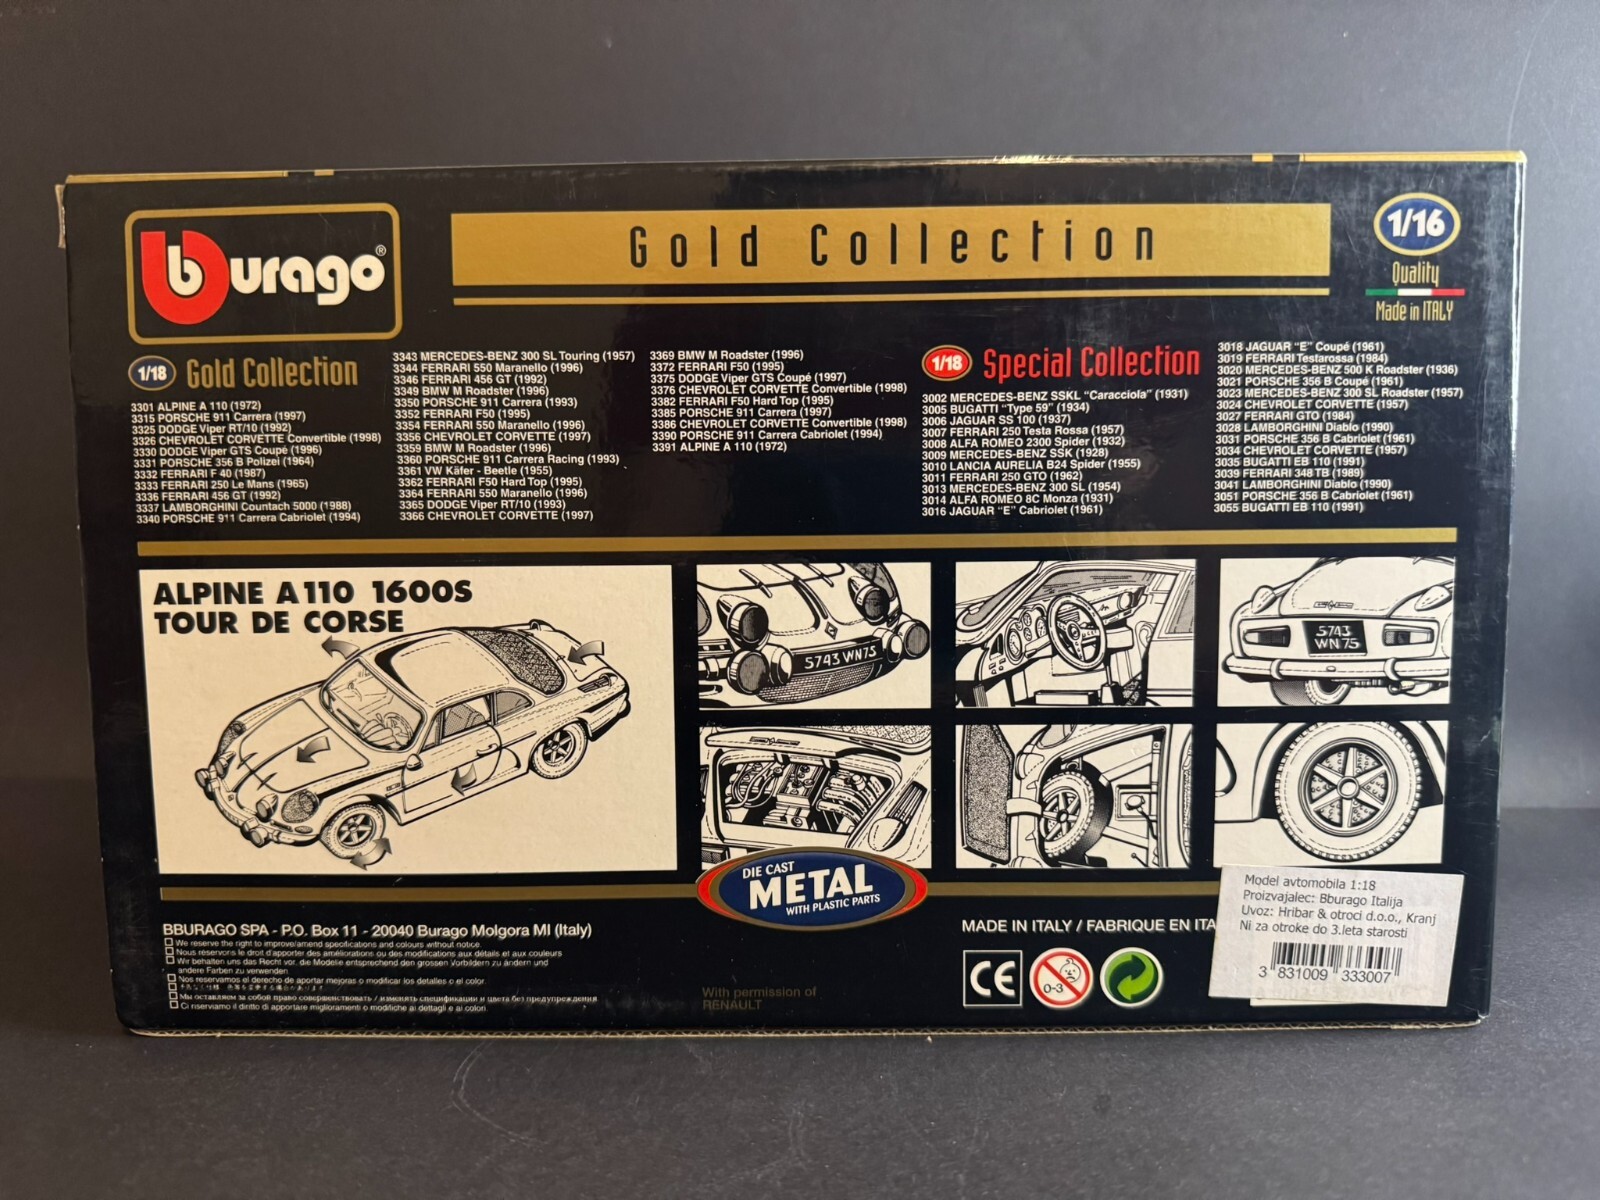 burago®
Gold Collection
1/16
Quality
Made in ITALY
1/18 Gold Collection
3301 ALPINE A 110 (1972)
3315 PORSCHE 911 Carrera (1997)
3325 DODGE Viper RT/10 (1992)
3326 CHEVROLET CORVETTE Convertible (1998)
3330 DODGE Viper GTS Coupé (1996)
3331 PORSCHE 356 B Polizei (1964)
3332 FERRARI F 40 (1987)
3333 FERRARI 250 Le Mans (1965)
3336 FERRARI 456 GT (1992)
3337 LAMBORGHINI Countach 5000 (1988)
3340 PORSCHE 911 Carrera Cabriolet (1994)
3343 MERCEDES-BENZ 300 SL Touring (1957)
3344 FERRARI 550 Maranello (1996)
3346 FERRARI 456 GT (1992)
3349 BMW M Roadster (1996)
3350 PORSCHE 911 Carrera (1993)
3352 FERRARI F50 (1995)
3354 FERRARI 550 Maranello (1996)
3356 CHEVROLET CORVETTE (1997)
3359 BMW M Roadster (1996)
3360 PORSCHE 911 Carrera Racing (1993)
3361 VW Käfer - Beetle (1955)
3362 FERRARI F50 Hard Top (1995)
3364 FERRARI 550 Maranello (1996)
3365 DODGE Viper RT/10 (1993)
3366 CHEVROLET CORVETTE (1997)
3369 BMW M Roadster (1996)
3372 FERRARI F50 (1995)
3375 DODGE Viper GTS Coupé (1997)
3376 CHEVROLET CORVETTE Convertible (1998)
3382 FERRARI F50 Hard Top (1995)
3385 PORSCHE 911 Carrera (1997)
3386 CHEVROLET CORVETTE Convertible (1998)
3390 PORSCHE 911 Carrera Cabriolet (1994)
3391 ALPINE A 110 (1972)
1/18 Special Collection
3002 MERCEDES-BENZ SSKL "Caracciola" (1931)
3005 BUGATTI "Type 59" (1934)
3006 JAGUAR SS 100 (1937)
3007 FERRARI 250 Testa Rossa (1957)
3008 ALFA ROMEO 2300 Spider (1932)
3009 MERCEDES-BENZ SSK (1928)
3010 LANCIA AURELIA B24 Spider (1955)
3011 FERRARI 250 GTO (1962)
3013 MERCEDES-BENZ 300 SL (1954)
3014 ALFA ROMEO 8C Monza (1931)
3016 JAGUAR "E" Cabriolet (1961)
3018 JAGUAR "E" Coupé (1961)
3019 FERRARI Testarossa (1984)
3020 MERCEDES-BENZ 500 K Roadster (1936)
3021 PORSCHE 356 B Coupé (1961)
3023 MERCEDES-BENZ 300 SL Roadster (1957)
3024 CHEVROLET CORVETTE (1957)
3027 FERRARI GTO (1984)
3028 LAMBORGHINI Diablo (1990)
3031 PORSCHE 356 B Cabriolet (1961)
3034 CHEVROLET CORVETTE (1957)
3035 BUGATTI EB 110 (1991)
3039 FERRARI 348 TB (1989)
3041 LAMBORGHINI Diablo (1990)
3051 PORSCHE 356 B Cabriolet (1961)
3055 BUGATTI EB 110 (1991)
ALPINE A110 1600S
TOUR DE CORSE
5743 WN75
5743
WN 75
DIE CAST
METAL
WITH PLASTIC PARTS
BBURAGO SPA - P.O. Box 11 - 20040 Burago Molgora MI (Italy)
We reserve the right to improve/amend specifications and colours without notice.
Nous réservons le droit d'apporter des améliorations ou des modifications aux détails et aux couleurs
Wir behalten uns das Recht vor, die Modelle entsprechend den grossen Vorbildern zu ändern und
andere Farben zu verwenden.
Nos reservamos el derecho de aportar mejoras o modificar los detalles o el color.
Мы оставляем за собой право совершенствовать / изменять спецификации и цвета без предупреждения
Ci riserviamo il diritto di apportare miglioramenti o modifiche ai dettagli e ai colori.
With permission of
RENAULT
MADE IN ITALY / FABRIQUE EN ITA
CE
0-3
Model avtomobila 1:18
Proizvajalec: Bburago Italija
Uvoz: Hribar & otroci d.o.o., Kranj
Ni za otroke do 3.leta starosti
3 831009 333007